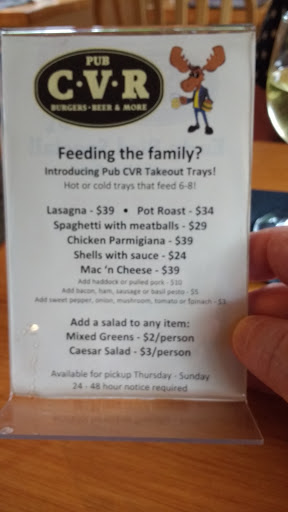 PUB
C·V·R
BURGERS · BEER & MORE
Feeding the family?
Introducing Pub CVR Takeout Trays!
Hot or cold trays that feed 6-8!
Lasagna - $39 • Pot Roast - $34
Spaghetti with meatballs - $29
Chicken Parmigiana - $39
Shells with sauce - $24
Mac 'n Cheese - $39
Add haddock or pulled pork - $10
Add bacon, ham, sausage or basil pesto - $5
Add sweet pepper, onion, mushroom, tomato or spinach - $3
Add a salad to any item:
Mixed Greens - $2/person
Caesar Salad - $3/person
Available for pickup Thursday - Sunday
24 - 48 hour notice required